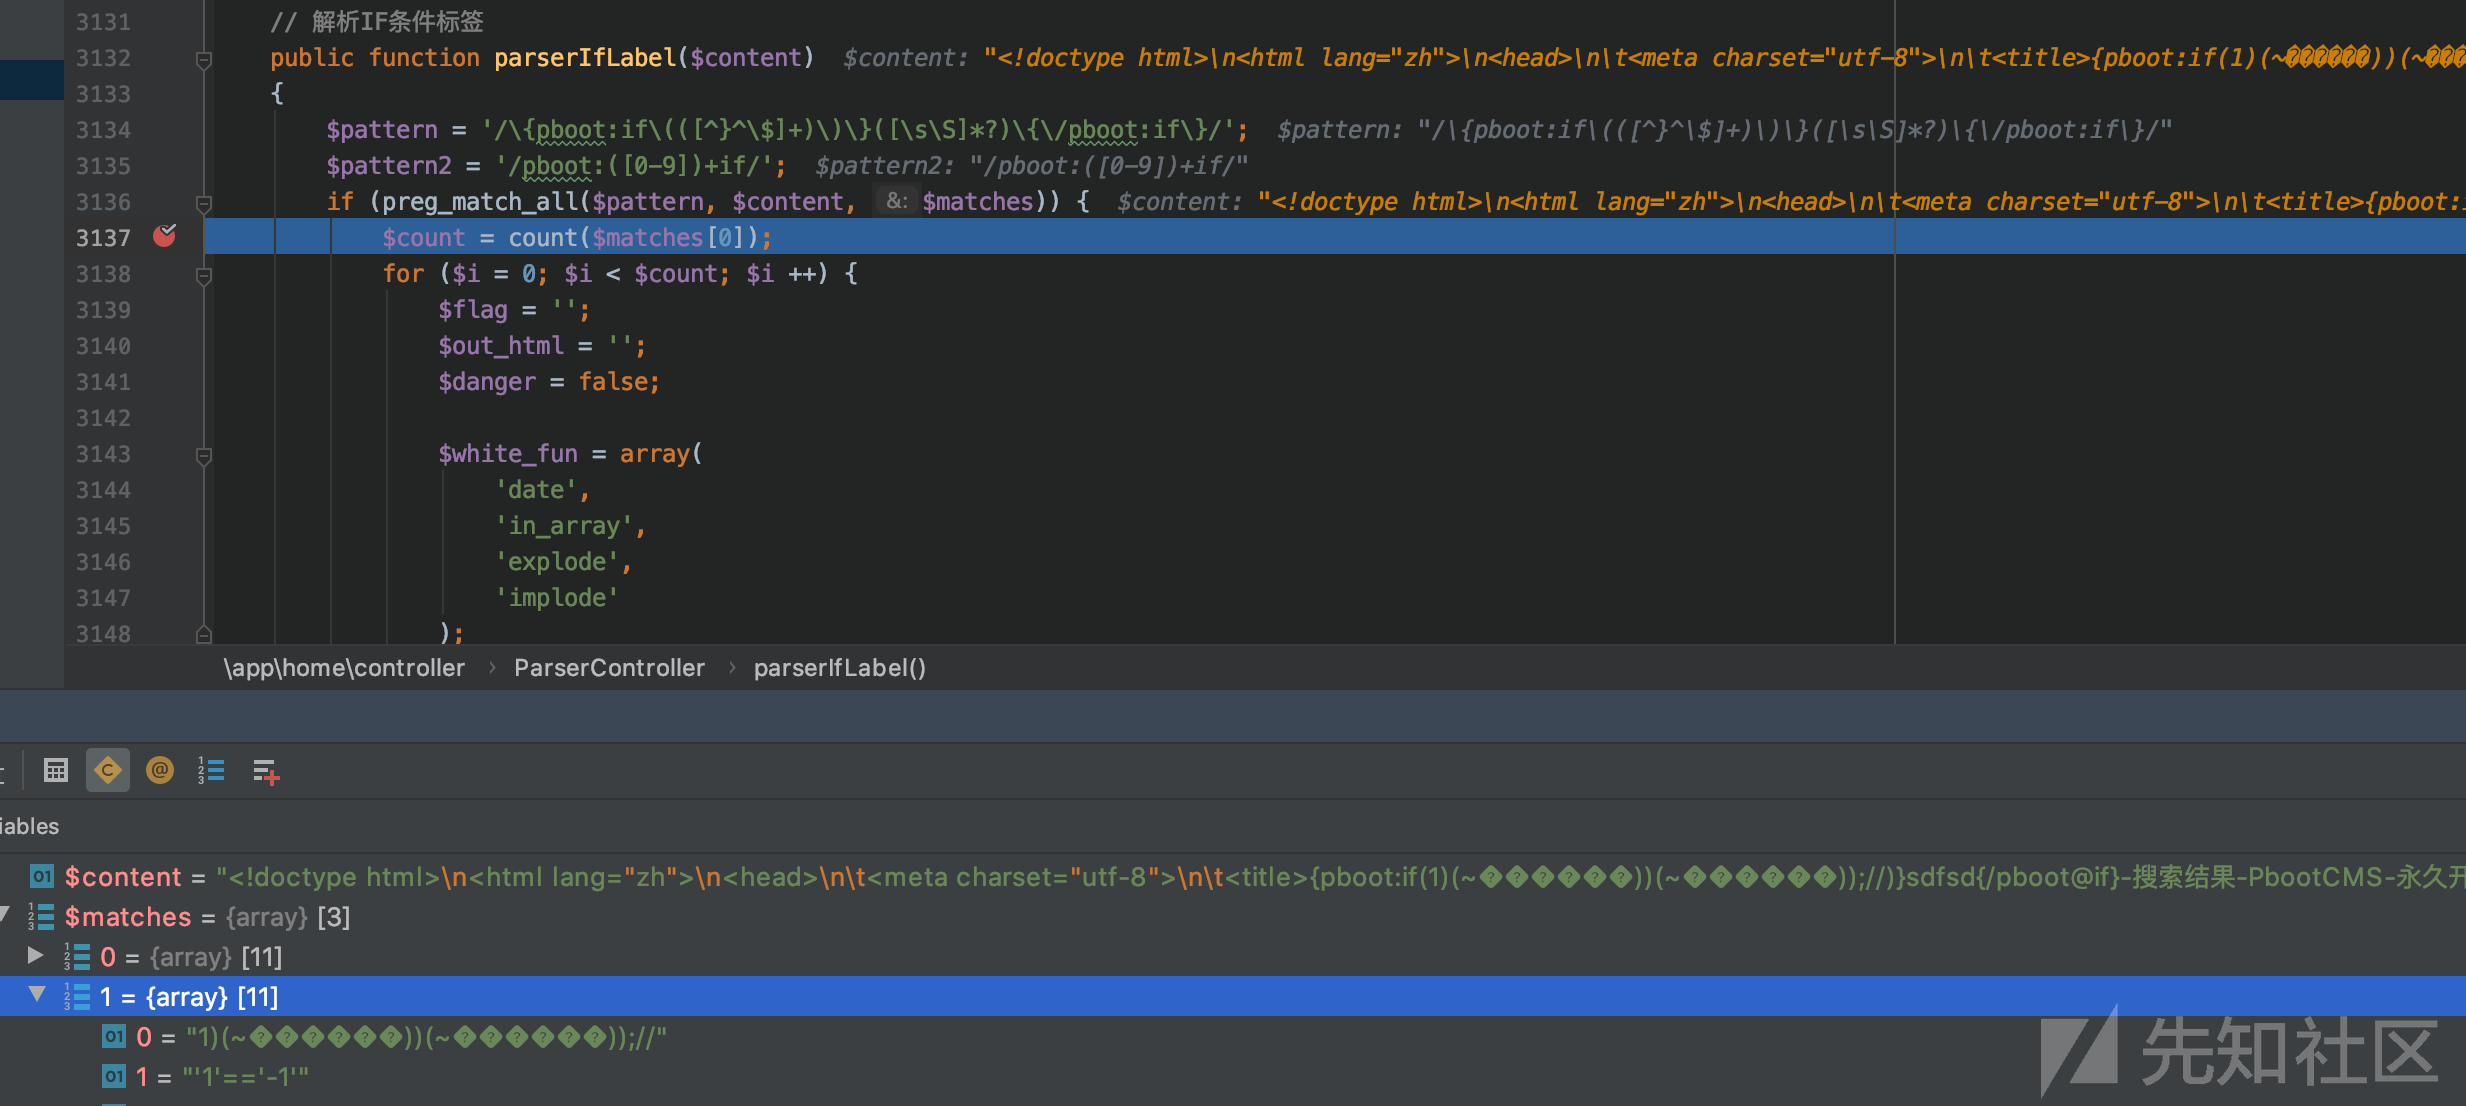 3131 // 解析IF条件标签
3132 public function parserIfLabel($content) $content: "<!doctype html>\n<html lang="zh">\n<head>\n\t<meta charset="utf-8">\n\t<title>{pboot:if(1)(~������))(~���
3133 {
3134 $pattern = '/\{pboot:if\(([^}^\$]+)\)\}([\s\S]*?)\{\/pboot:if\}/'; $pattern: "/\{pboot:if\(([^}^\$]+)\)\}([\s\S]*?)\{\/pboot:if\}/"
3135 $pattern2 = '/pboot:([0-9])+if/'; $pattern2: "/pboot:([0-9])+if/"
3136 if (preg_match_all($pattern, $content, &: $matches)) { $content: "<!doctype html>\n<html lang="zh">\n<head>\n\t<meta charset="utf-8">\n\t<title>{pboot:i
3137 $count = count($matches[0]);
3138 for ($i = 0; $i < $count; $i ++) {
3139 $flag = '';
3140 $out_html = '';
3141 $danger = false;
3142
3143 $white_fun = array(
3144 'date',
3145 'in_array',
3146 'explode',
3147 'implode'
3148 );
\app\home\controller › ParserController › parserIfLabel()
iables
01 $content = "<!doctype html>\n<html lang="zh">\n<head>\n\t<meta charset="utf-8">\n\t<title>{pboot:if(1)(~������))(~������));//)}sdfsd{/pboot@if}-搜索结果-PbootCMS-永久开
$matches = {array} [3]
0 = {array} [11]
1 = {array} [11]
01 0 = "1)(~������))(~������));//"
01 1 = "'1'=='-1'"
先知社区